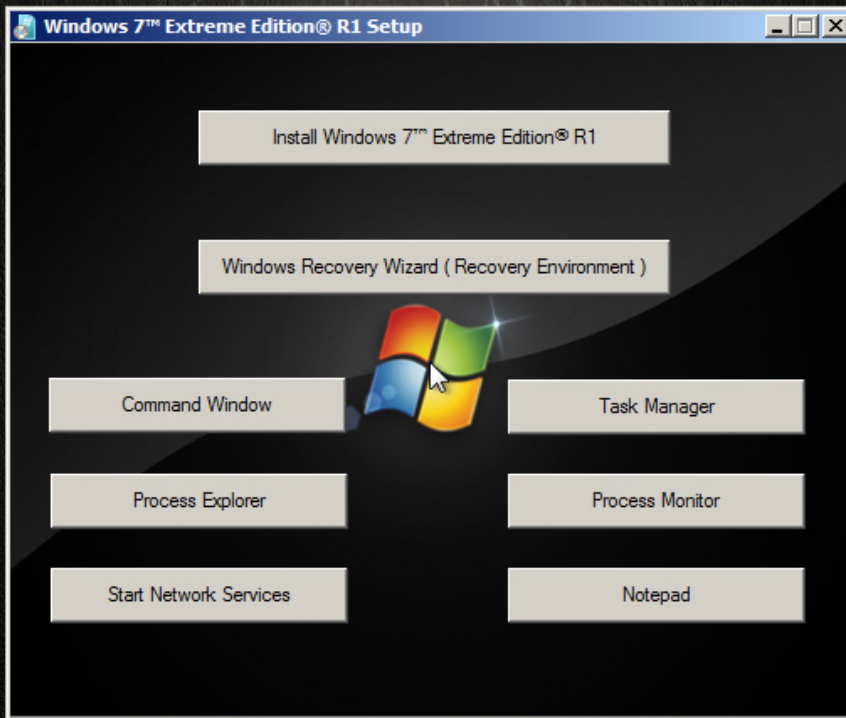 Windows 7™ Extreme Edition® R1 Setup
Install Windows 7™ Extreme Edition® R1
Windows Recovery Wizard ( Recovery Environment )
Command Window
Task Manager
Process Explorer
Process Monitor
Start Network Services
Notepad